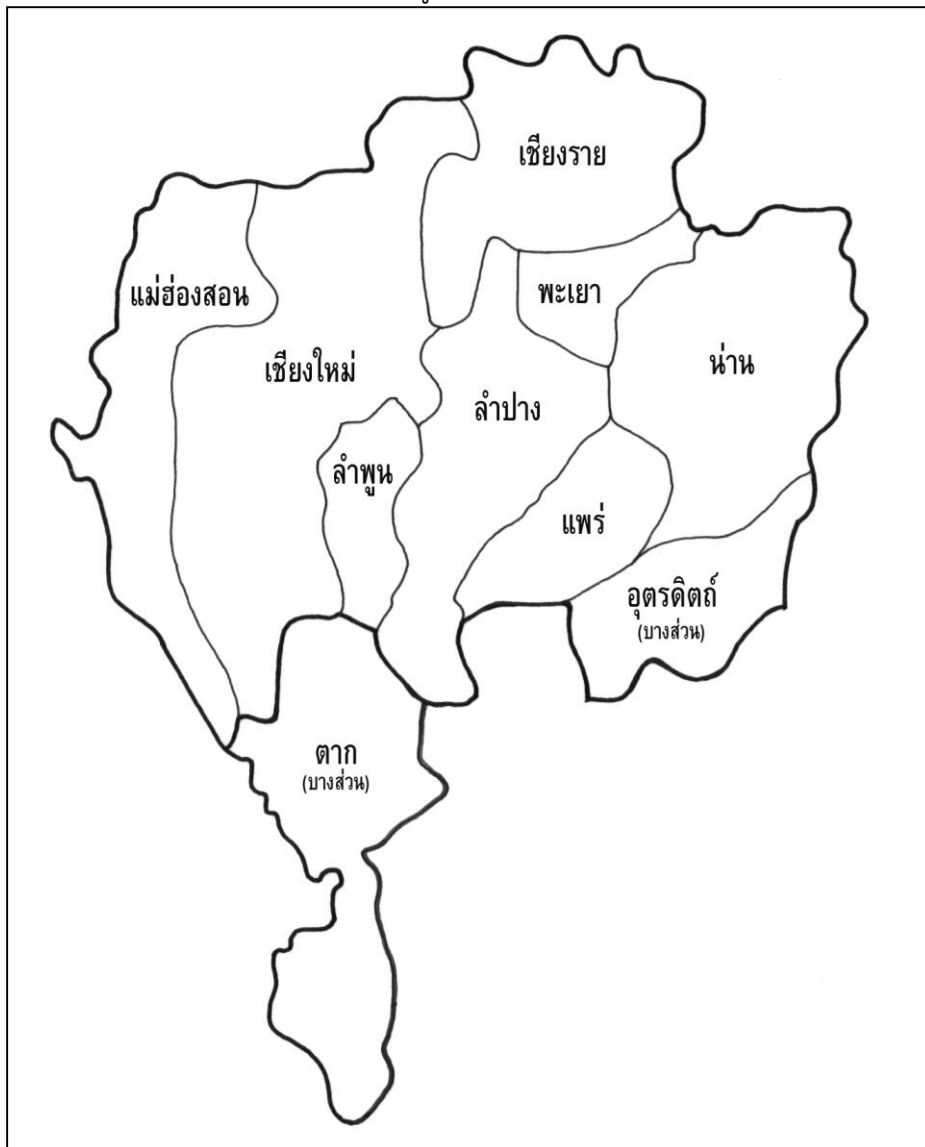 เชียงราย
แม่ฮ่องสอน
พะเยา
เชียงใหม่
น่าน
ลำปาง
ลำพูน
แพร่
อุตรดิตถ์
(บางส่วน)
ตาก
(บางส่วน)